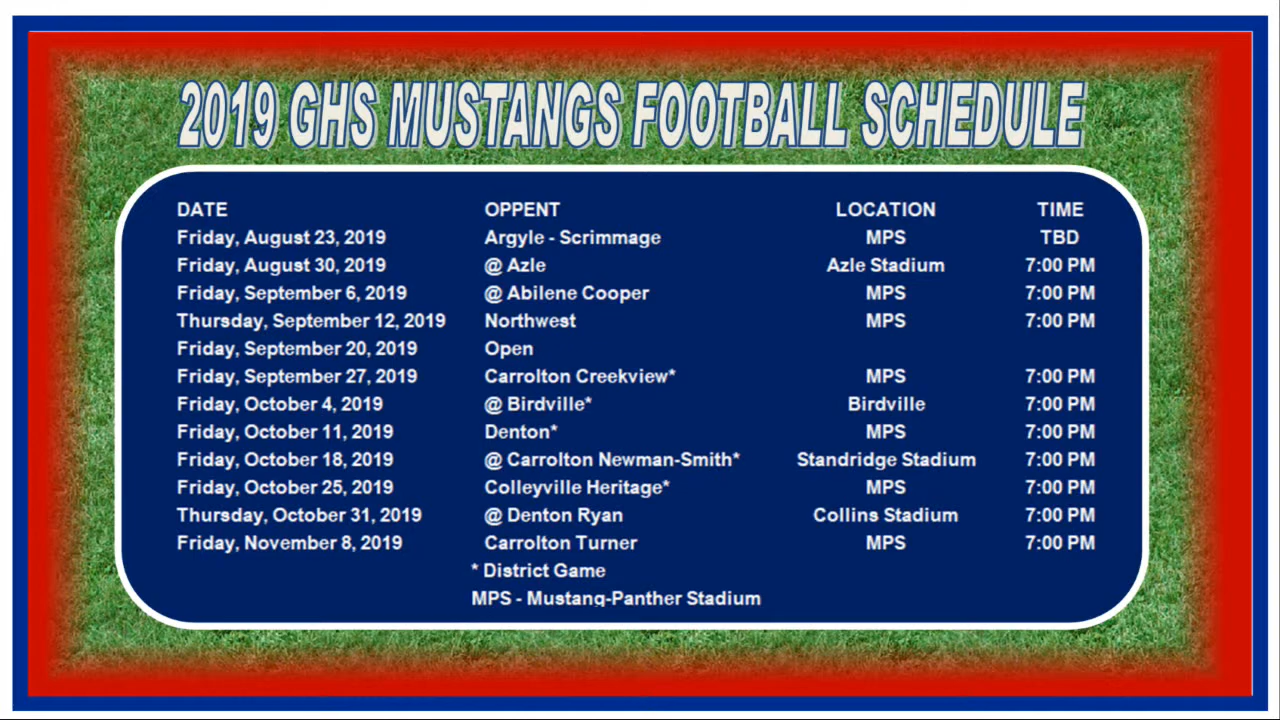 2019 GHS MUSTANGS FOOTBALL SCHEDULE
DATE OPPENT LOCATION TIME
Friday, August 23, 2019 Argyle - Scrimmage MPS TBD
Friday, August 30, 2019 @ Azle Azle Stadium 7:00 PM
Friday, September 6, 2019 @ Abilene Cooper MPS 7:00 PM
Thursday, September 12, 2019 Northwest MPS 7:00 PM
Friday, September 20, 2019 Open
Friday, September 27, 2019 Carrolton Creekview* MPS 7:00 PM
Friday, October 4, 2019 @ Birdville* Birdville 7:00 PM
Friday, October 11, 2019 Denton* MPS 7:00 PM
Friday, October 18, 2019 @ Carrolton Newman-Smith* Standridge Stadium 7:00 PM
Friday, October 25, 2019 Colleyville Heritage* MPS 7:00 PM
Thursday, October 31, 2019 @ Denton Ryan Collins Stadium 7:00 PM
Friday, November 8, 2019 Carrolton Turner MPS 7:00 PM
* District Game
MPS - Mustang-Panther Stadium